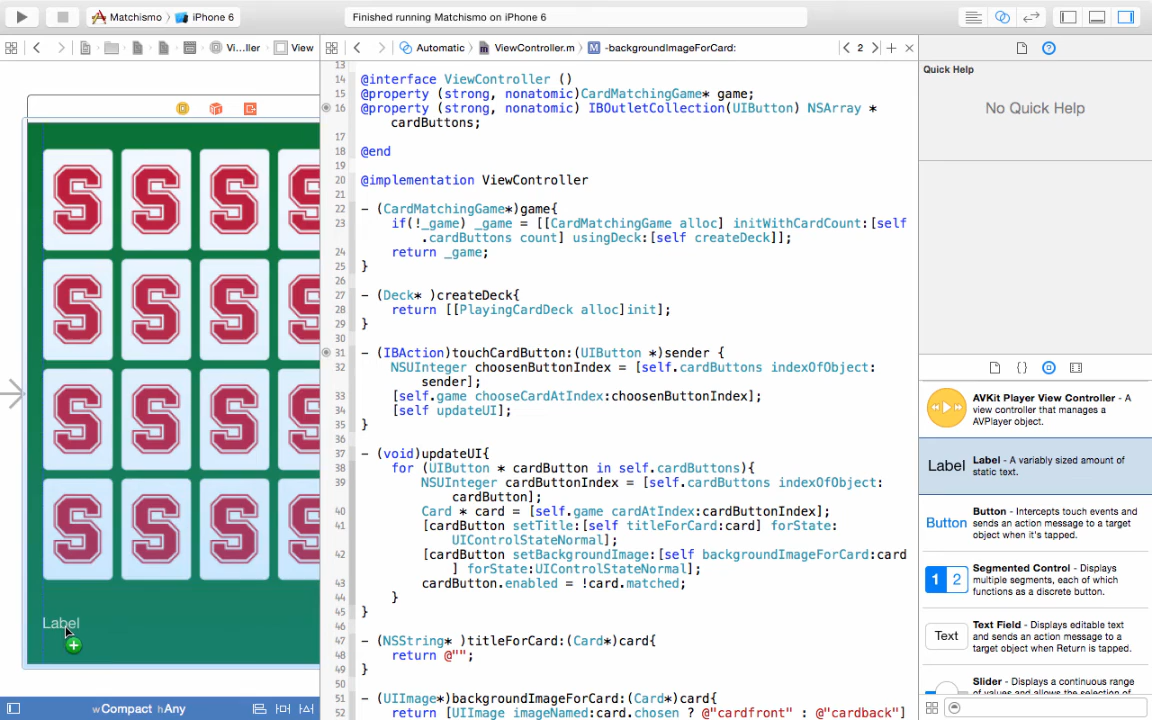 Matchismo
iPhone 6
Finished running Matchismo on iPhone 6
Vi...ller
View
Automatic
ViewController.m
M
-backgroundImageForCard:
2
Quick Help
No Quick Help
13
14 @interface ViewController ()
15 @property (strong, nonatomic)CardMatchingGame* game;
16 @property (strong, nonatomic) IBOutletCollection(UIButton) NSArray *
cardButtons;
17
18 @end
19
20 @implementation ViewController
21
22 - (CardMatchingGame*)game{
23 if(!_game) _game = [[CardMatchingGame alloc] initWithCardCount:[self
.cardButtons count] usingDeck:[self createDeck]];
24 return _game;
25 }
26
27 - (Deck* )createDeck{
28 return [[PlayingCardDeck alloc]init];
29 }
30
31 - (IBAction)touchCardButton:(UIButton *)sender {
32 NSUInteger choosenButtonIndex = [self.cardButtons indexOfObject:
sender];
33 [self.game chooseCardAtIndex:choosenButtonIndex];
34 [self updateUI];
35 }
36
37 - (void)updateUI{
38 for (UIButton * cardButton in self.cardButtons){
39 NSUInteger cardButtonIndex = [self.cardButtons indexOfObject:
cardButton];
40 Card * card = [self.game cardAtIndex:cardButtonIndex];
41 [cardButton setTitle:[self titleForCard:card] forState:
UIControlStateNormal];
42 [cardButton setBackgroundImage:[self backgroundImageForCard:card
] forState:UIControlStateNormal];
43 cardButton.enabled = !card.matched;
44 }
45 }
46
47 - (NSString* )titleForCard:(Card*)card{
48 return @"";
49 }
50
51 - (UIImage*)backgroundImageForCard:(Card*)card{
52 return [UIImage imageNamed:card.chosen ? @"cardfront" : @"cardback"]
S S S S
S S S S
S S S S
S S S S
Label
wCompact hAny
{ }
AVKit Player View Controller - A
view controller that manages a
AVPlayer object.
Label
Label - A variably sized amount of
static text.
Button
Button - Intercepts touch events and
sends an action message to a
target object when it's tapped.
1 2
Segmented Control - Displays
multiple segments, each of which
functions as a discrete button.
Text
Text Field - Displays editable text
and sends an action message to a
target object when Return is tapped.
Slider - Displays a continuous range
of values and allows the selection of